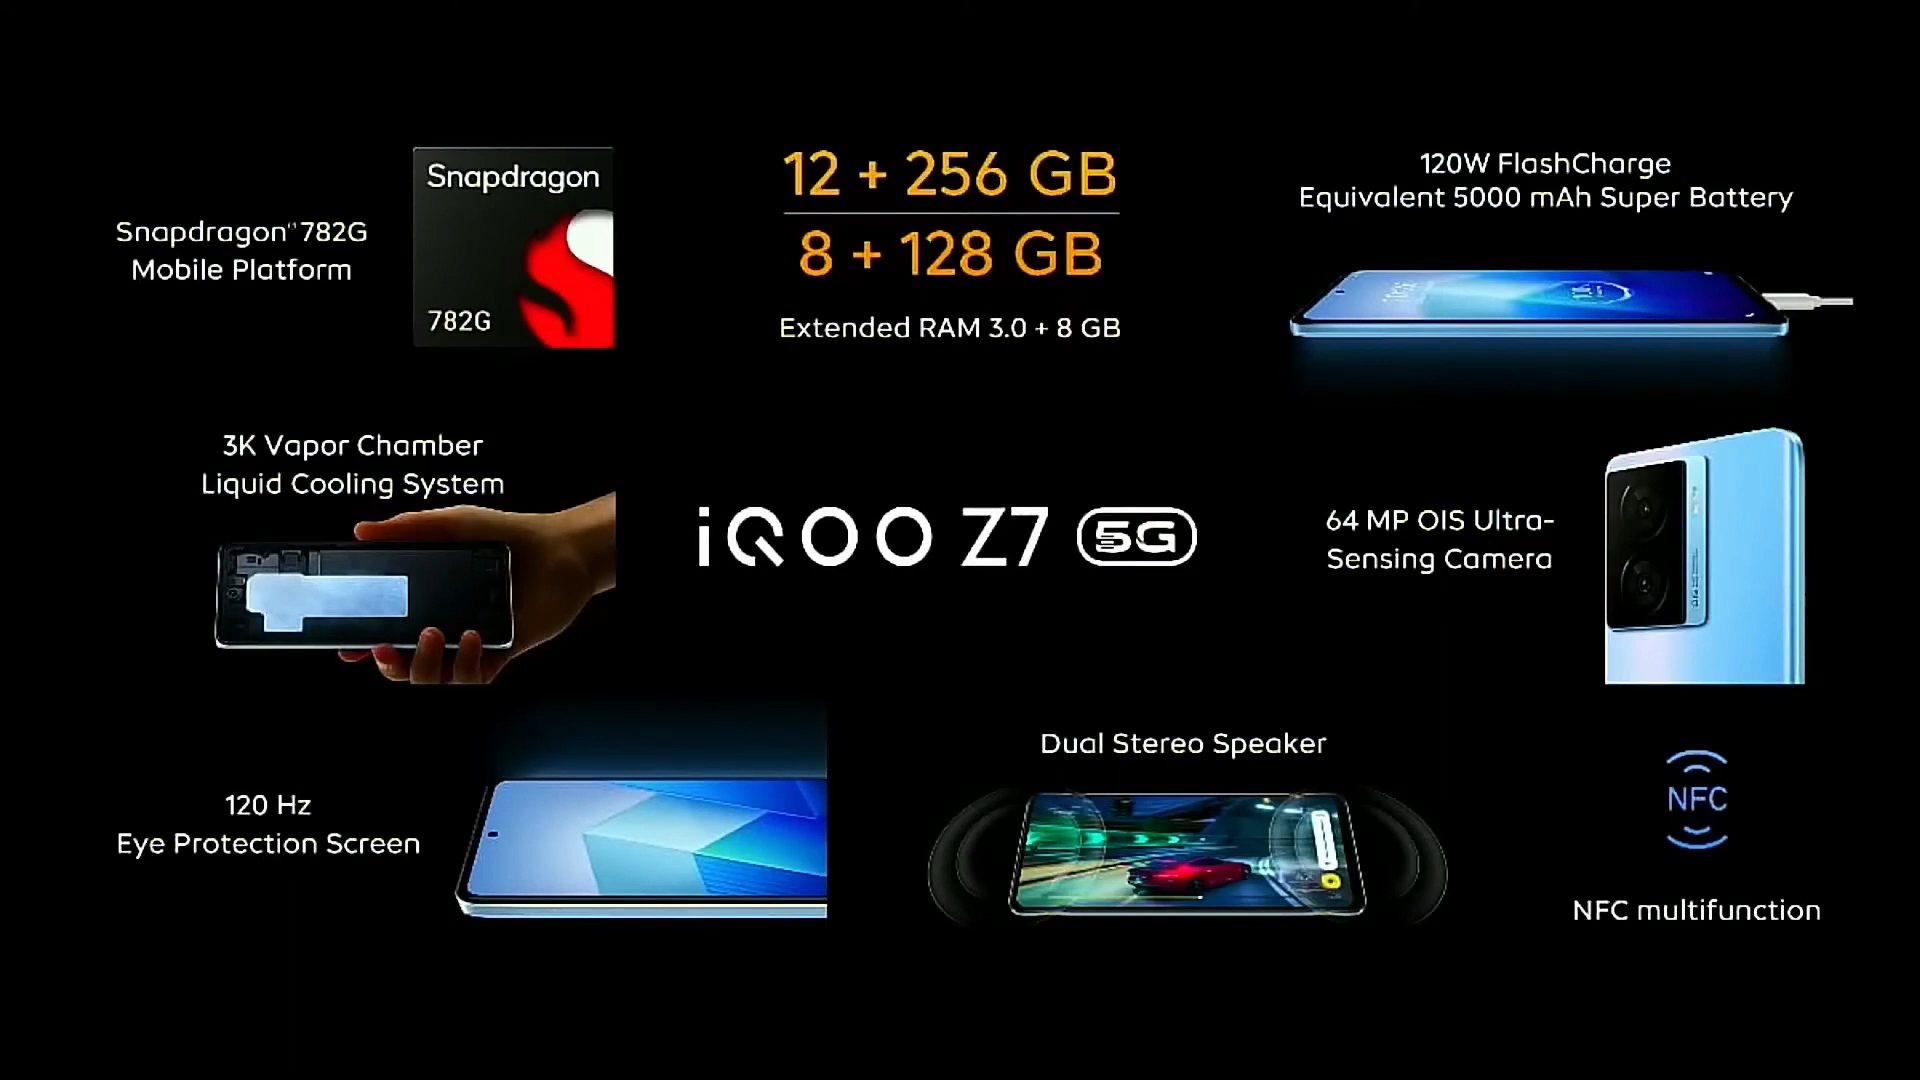 Snapdragon
782G
Snapdragon 782G
Mobile Platform
12 + 256 GB
8 + 128 GB
Extended RAM 3.0 + 8 GB
120W FlashCharge
Equivalent 5000 mAh Super Battery
3K Vapor Chamber
Liquid Cooling System
iQOO Z7 5G
64 MP OIS Ultra-
Sensing Camera
120 Hz
Eye Protection Screen
Dual Stereo Speaker
NFC
NFC multifunction